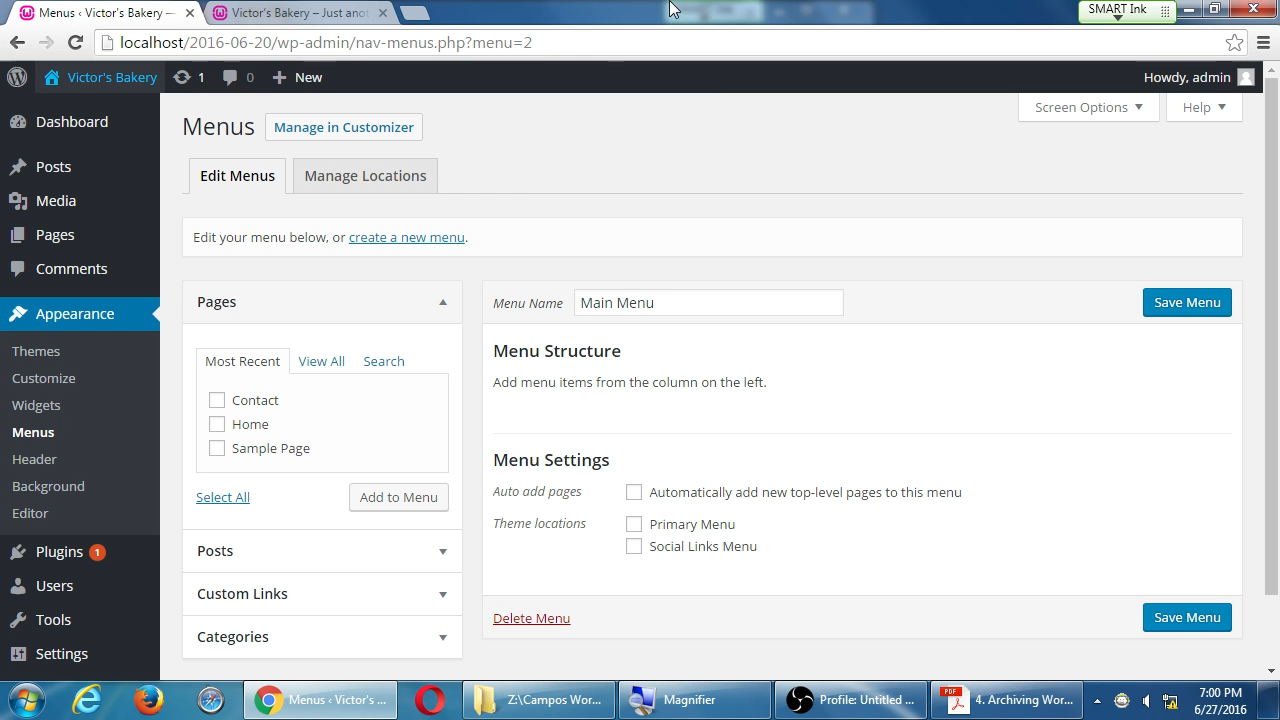 Menus ‹ Victor's Bakery —
Victor's Bakery – Just anot
SMART Ink
localhost/2016-06-20/wp-admin/nav-menus.php?menu=2
Victor's Bakery
1
0
New
Howdy, admin
Screen Options
Help
Menus
Manage in Customizer
Dashboard
Posts
Media
Pages
Comments
Appearance
Themes
Customize
Widgets
Menus
Header
Background
Editor
Plugins 1
Users
Tools
Settings
Edit Menus
Manage Locations
Edit your menu below, or create a new menu.
Pages
Most Recent
View All
Search
Contact
Home
Sample Page
Select All
Add to Menu
Posts
Custom Links
Categories
Menu Name
Main Menu
Save Menu
Menu Structure
Add menu items from the column on the left.
Menu Settings
Auto add pages
Automatically add new top-level pages to this menu
Theme locations
Primary Menu
Social Links Menu
Delete Menu
Save Menu
Menus ‹ Victor's ...
Z:\Campos Wor...
Magnifier
Profile: Untitled ...
PDF
4. Archiving Wor...
7:00 PM
6/27/2016